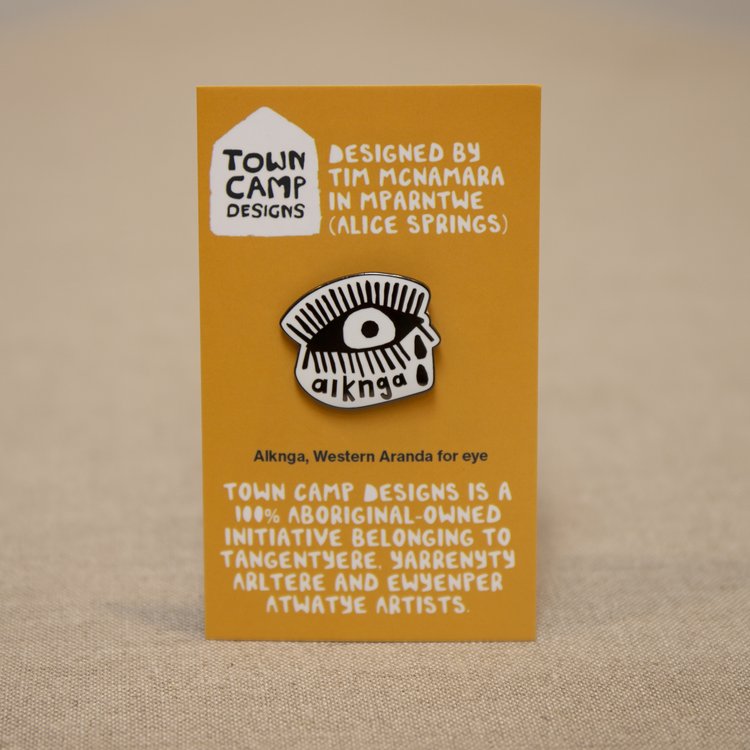 TOWN
CAMP
DESIGNS
DESIGNED BY
TIM MCNAMARA
IN MPARNTWE
(ALICE SPRINGS)
alknga
Alknga, Western Aranda for eye
TOWN CAMP DESIGNS IS A
100% ABORIGINAL-OWNED
INITIATIVE BELONGING TO
TANGENTYERE, YARRENYTY
ARLTERE AND EWYENPER
ATWATYE ARTISTS.